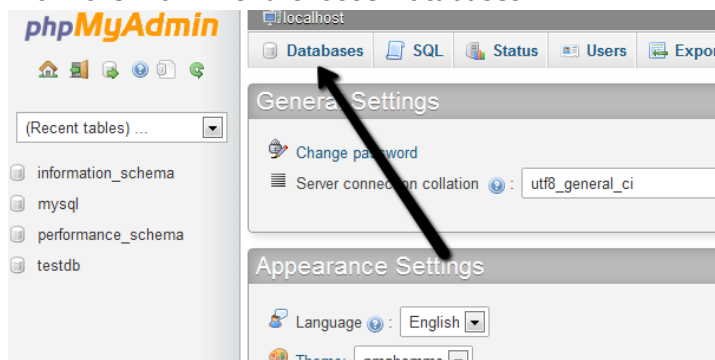 phpMyAdmin
(Recent tables) ...
information_schema
mysql
performance_schema
testdb
localhost
Databases SQL Status Users Expor
General Settings
Change password
Server connection collation : utf8_general_ci
Appearance Settings
Language : English